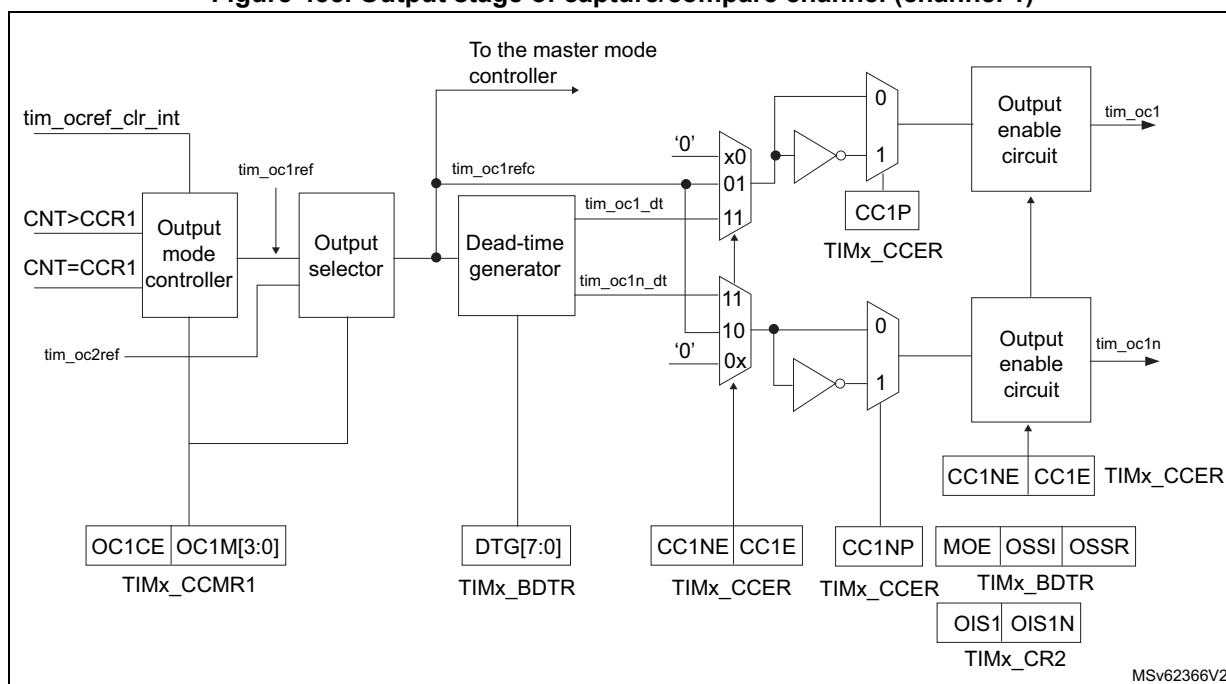 Figure 435. Output stage of capture/compare channel (channel 1)
To the master mode
controller
tim_ocref_clr_int
tim_oc1ref
tim_oc1refc
CNT>CCR1
CNT=CCR1
Output
mode
controller
Output
selector
tim_oc2ref
Dead-time
generator
tim_oc1_dt
tim_oc1n_dt
'0'
x0
01
11
11
10
'0'
0x
0
1
CC1P
TIMx_CCER
Output
enable
circuit
tim_oc1
0
1
Output
enable
circuit
tim_oc1n
CC1NE CC1E TIMx_CCER
OC1CE OC1M[3:0]
TIMx_CCMR1
DTG[7:0]
TIMx_BDTR
CC1NE CC1E
TIMx_CCER
CC1NP
TIMx_CCER
MOE OSSI OSSR
TIMx_BDTR
OIS1 OIS1N
TIMx_CR2
MSv62366V2